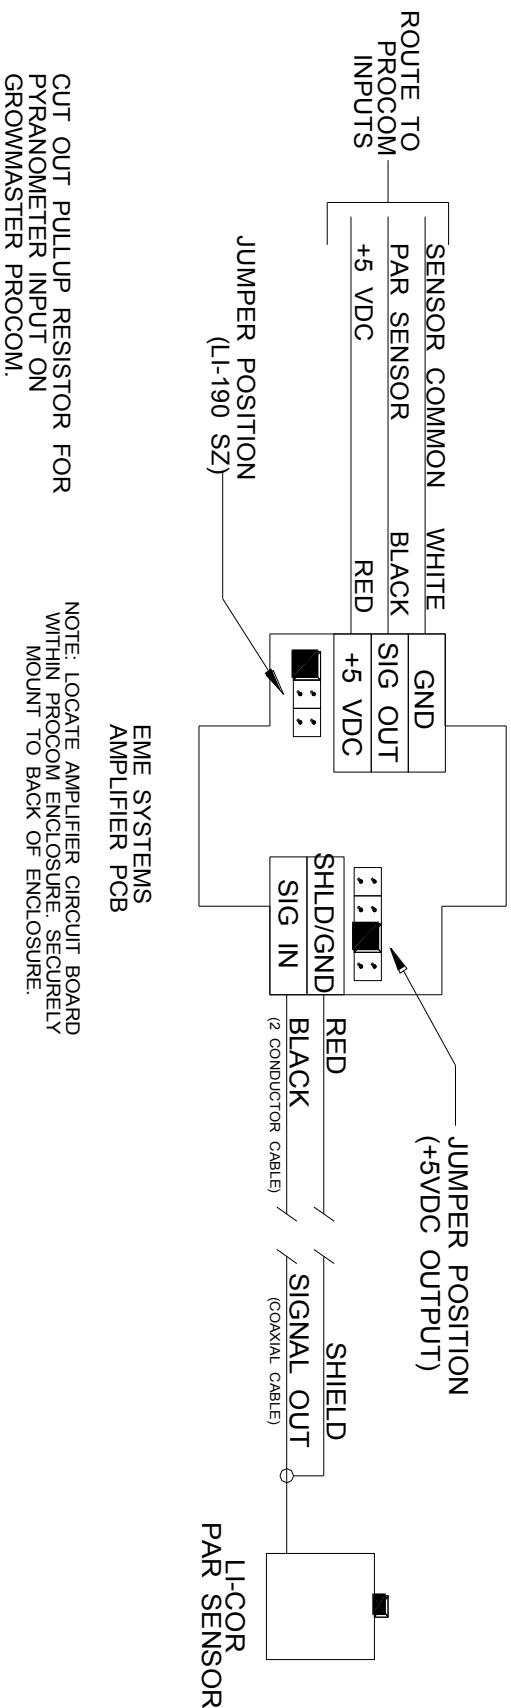 ROUTE TO
PROCOM
INPUTS
SENSOR COMMON
WHITE
PAR SENSOR
BLACK
+5 VDC
RED
GND
SIG OUT
+5 VDC
JUMPER POSITION
(LI-190 SZ)
SHLD/GND
SIG IN
JUMPER POSITION
(+5VDC OUTPUT)
RED
BLACK
(2 CONDUCTOR CABLE)
SHIELD
SIGNAL OUT
(COAXIAL CABLE)
LI-COR
PAR SENSOR
EME SYSTEMS
AMPLIFIER PCB
CUT OUT PULLUP RESISTOR FOR
PYRANOMETER INPUT ON
GROWMASTER PROCOM.
NOTE: LOCATE AMPLIFIER CIRCUIT BOARD
WITHIN PROCOM ENCLOSURE. SECURELY
MOUNT TO BACK OF ENCLOSURE.